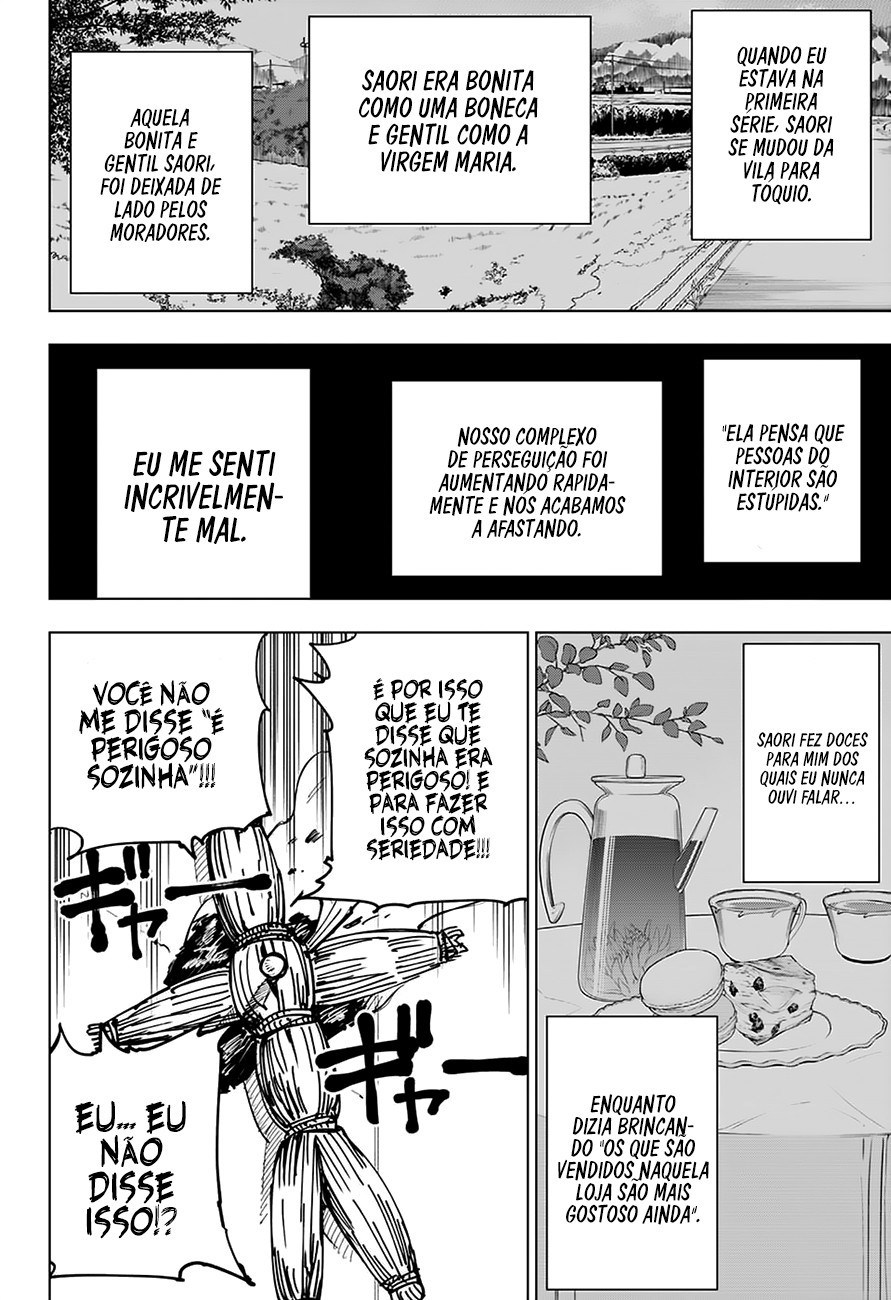 QUANDO EU
ESTAVA NA
PRIMEIRA
SÉRIE, SAORI
SE MUDOU DA
VILA PARA
TOQUIO.
SAORI ERA BONITA
COMO UMA BONECA
E GENTIL COMO A
VIRGEM MARIA.
AQUELA
BONITA E
GENTIL SAORI,
FOI DEIXADA DE
LADO PELOS
MORADORES.
"ELA PENSA QUE
PESSOAS DO
INTERIOR SÃO
ESTUPIDAS."
NOSSO COMPLEXO
DE PERSEGUIÇÃO FOI
AUMENTANDO RAPIDA-
MENTE E NÓS ACABAMOS
A AFASTANDO.
EU ME SENTI
INCRIVELMEN-
TE MAL.
SAORI FEZ DOCES
PARA MIM DOS
QUAIS EU NUNCA
OUVI FALAR...
ENQUANTO
DIZIA BRINCAN-
DO "OS QUE SÃO
VENDIDOS NAQUELA
LOJA SÃO MAIS
GOSTOSO AINDA".
É POR ISSO
QUE EU TE
DISSE QUE
SOZINHA ERA
PERIGOSO! E
PARA FAZER
ISSO COM
SERIEDADE!!!
VOCÊ NÃO
ME DISSE "É
PERIGOSO
SOZINHA"!!!
ギャー
ギャー
EU... EU
NÃO
DISSE
ISSO!?